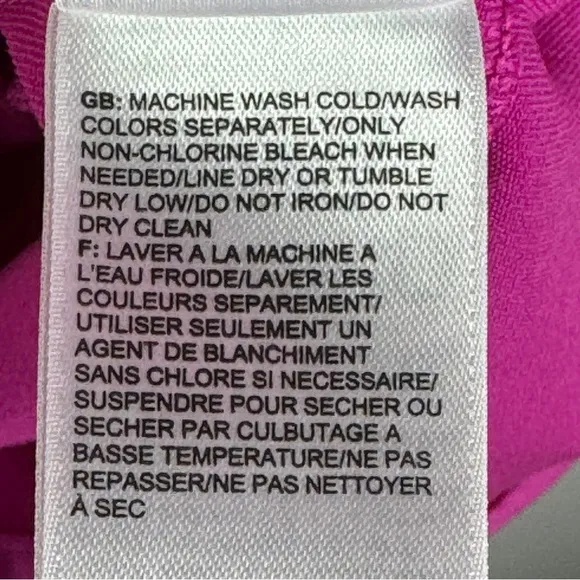 GB: MACHINE WASH COLD/WASH
COLORS SEPARATELY/ONLY
NON-CHLORINE BLEACH WHEN
NEEDED/LINE DRY OR TUMBLE
DRY LOW/DO NOT IRON/DO NOT
DRY CLEAN
F: LAVER A LA MACHINE A
L'EAU FROIDE/LAVER LES
COULEURS SEPAREMENT/
UTILISER SEULEMENT UN
AGENT DE BLANCHIMENT
SANS CHLORE SI NECESSAIRE/
SUSPENDRE POUR SECHER OU
SECHER PAR CULBUTAGE A
BASSE TEMPERATURE/NE PAS
REPASSER/NE PAS NETTOYER
À SEC